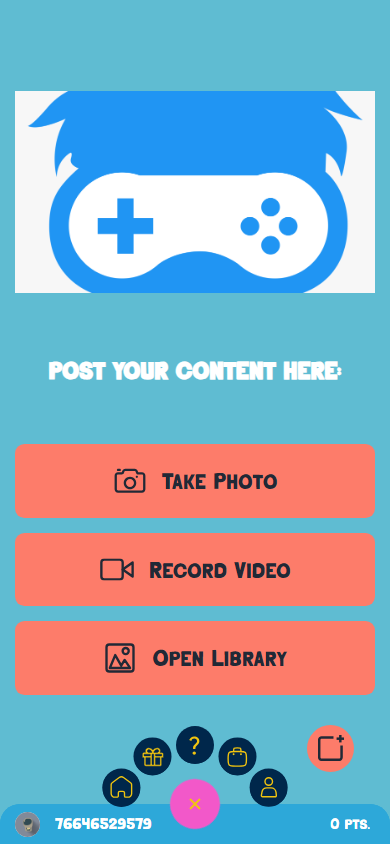 POST YOUR CONTENT HERE:
TAKE PHOTO
RECORD VIDEO
OPEN LIBRARY
?
76646529579
0 PTS.